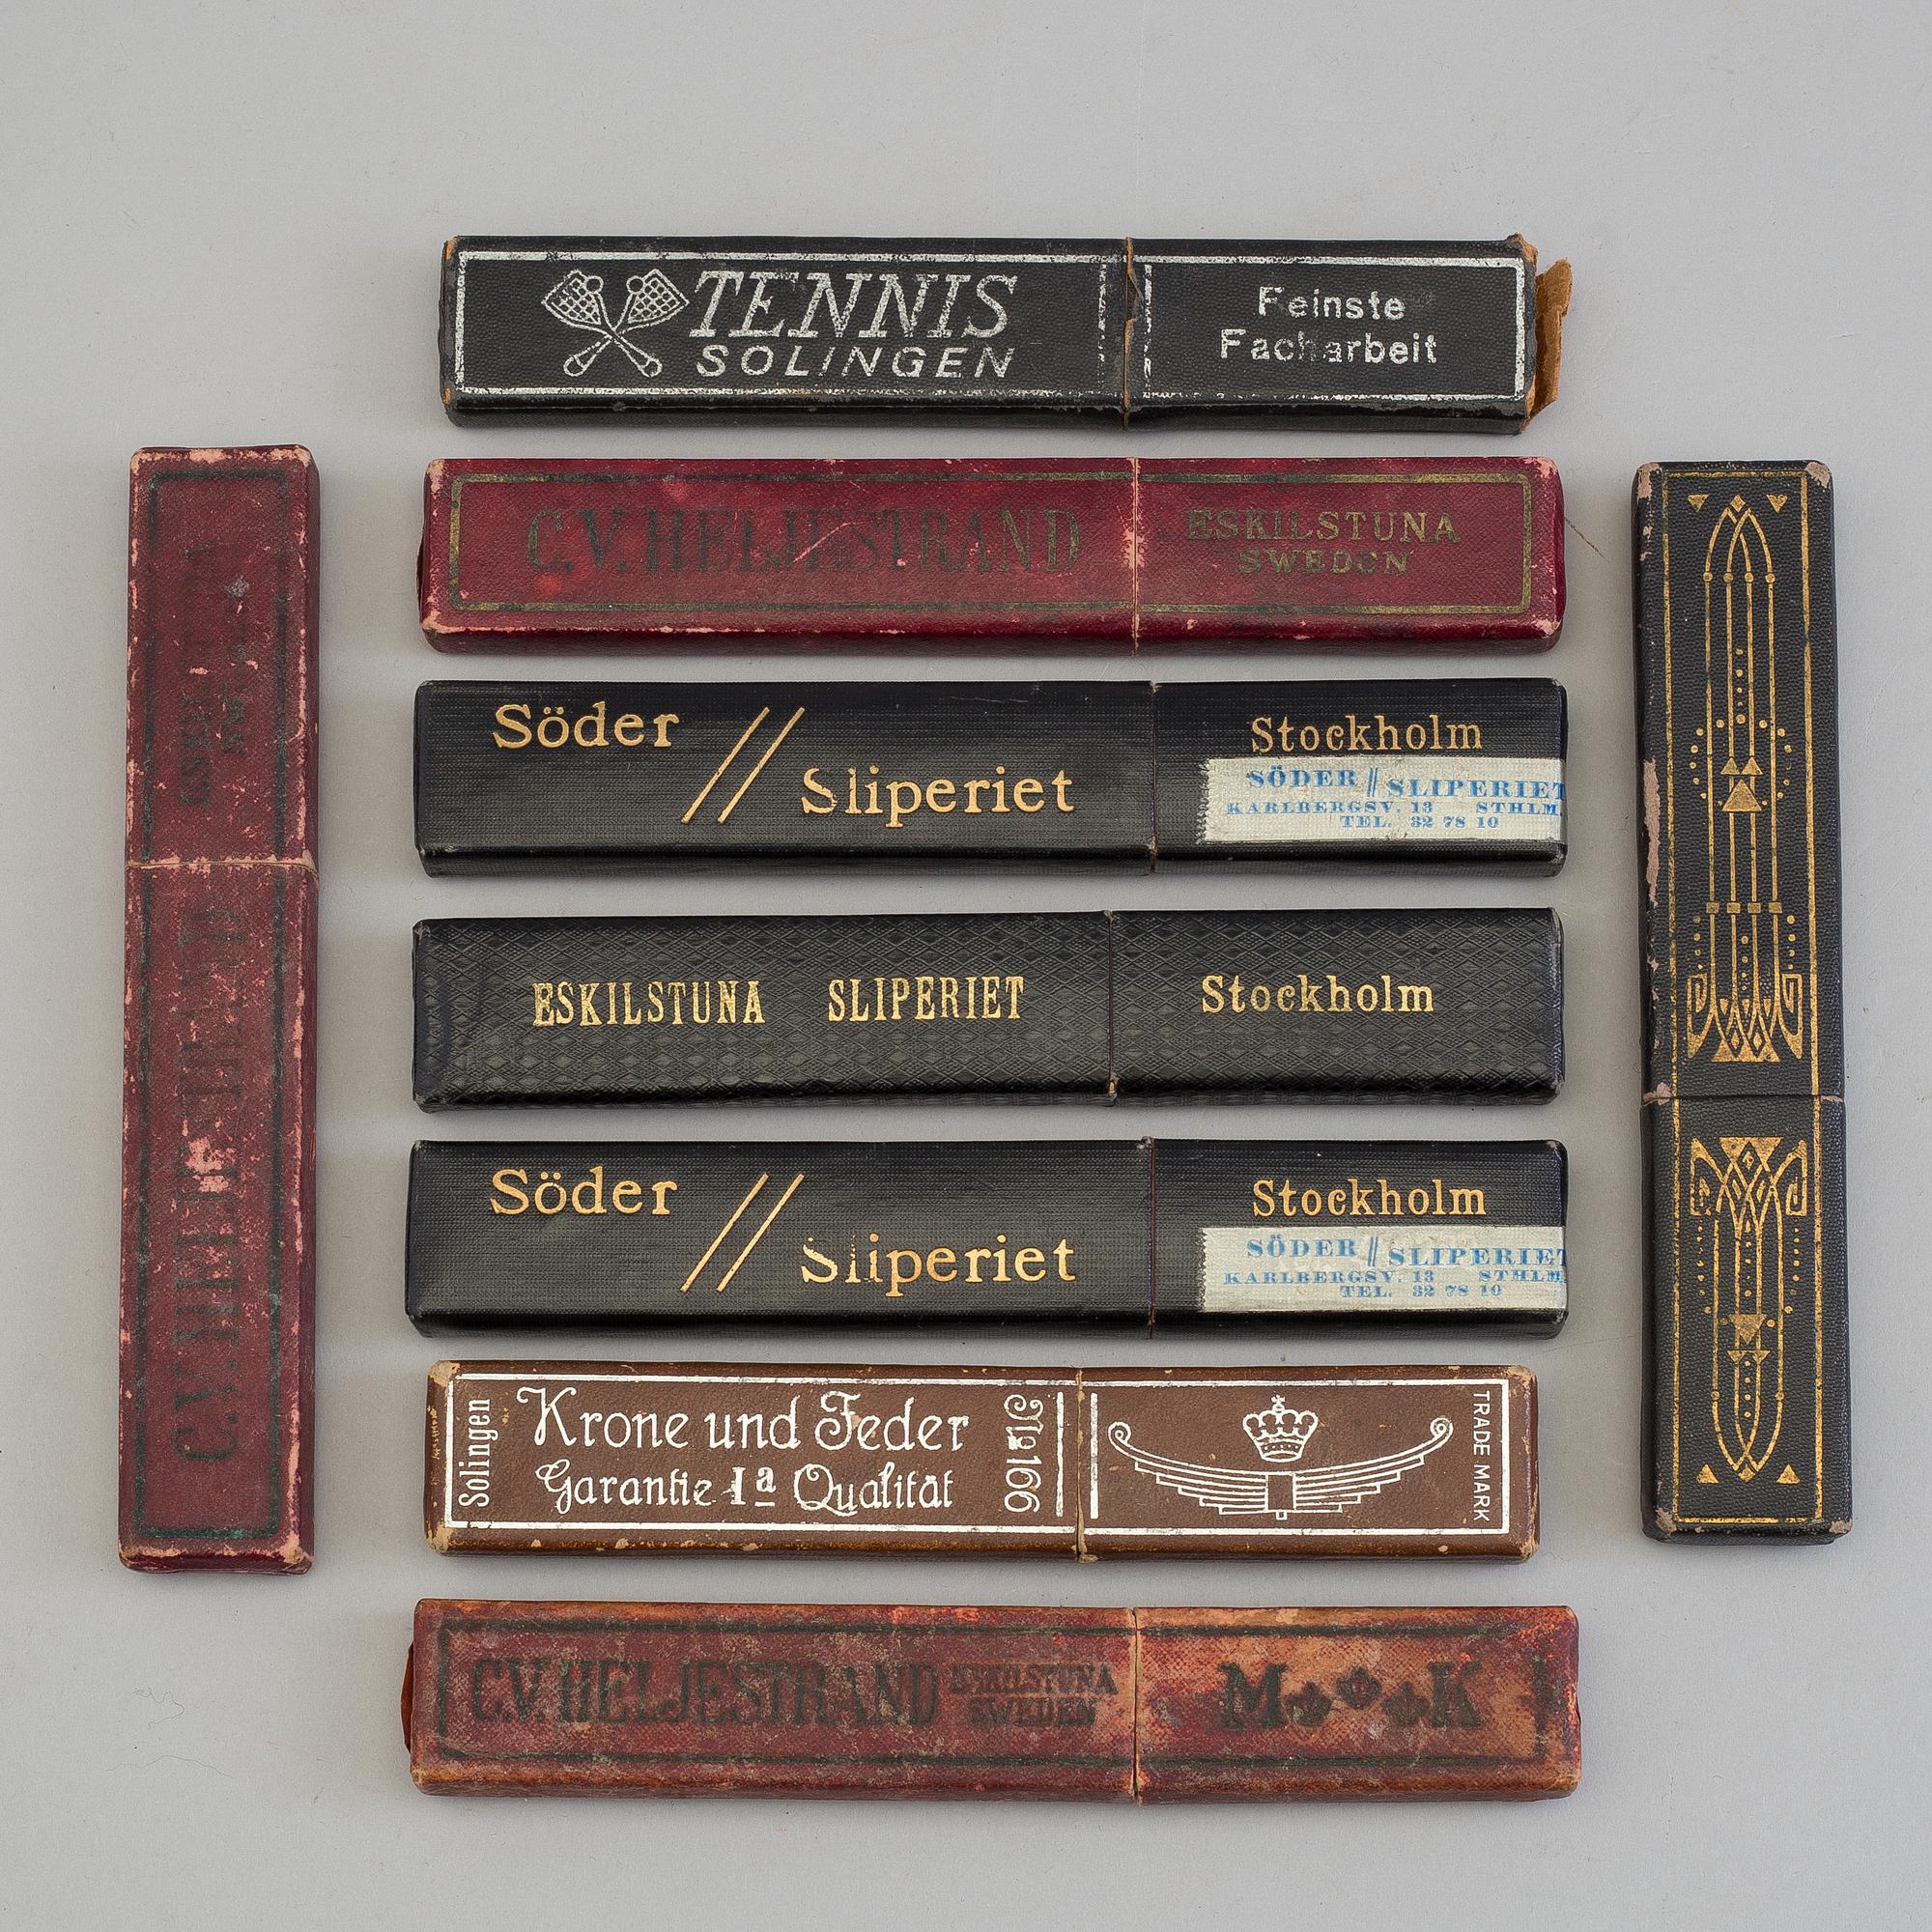 TENNIS
SOLINGEN
Feinste
Facharbeit
C.V. HELJESTRAND
ESKILSTUNA
SWEDEN
Söder // Sliperiet
Stockholm
SÖDER // SLIPERIET
KARLBERGSV. 13 STHLM.
TEL. 32 78 10
ESKILSTUNA SLIPERIET
Stockholm
Söder // Sliperiet
Stockholm
SÖDER // SLIPERIET
KARLBERGSV. 13 STHLM.
TEL. 32 78 10
Solingen
Krone und Feder
Garantie Ia Qualität
No 166
TRADE MARK
C.V. HELJESTRAND
ESKILSTUNA
SWEDEN
M K
C.V. HELJESTRAND